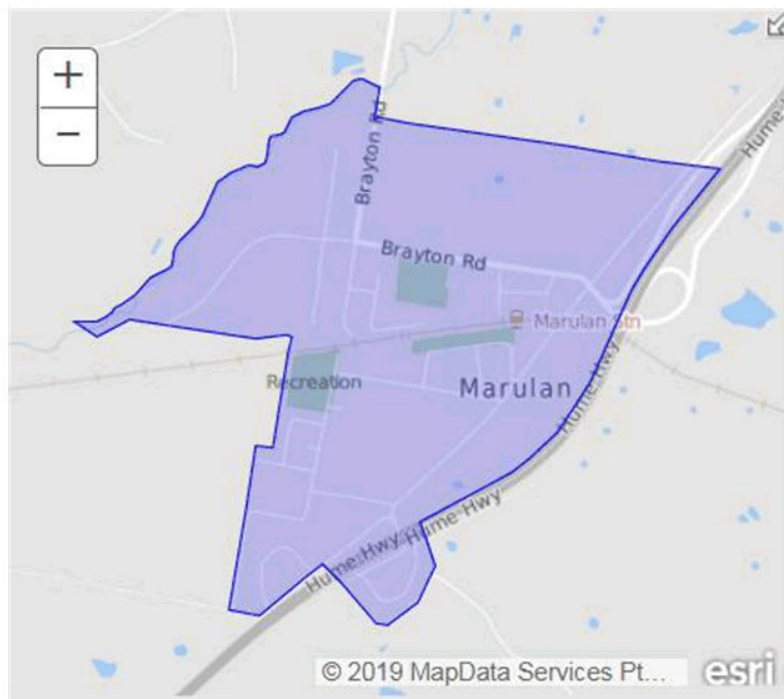 +
−
Hume
Brayton Rd
Brayton Rd
Marulan Stn
Recreation
Marulan
Hume Hwy
Hume Hwy
Hume Hwy
© 2019 MapData Services Pt...
esri